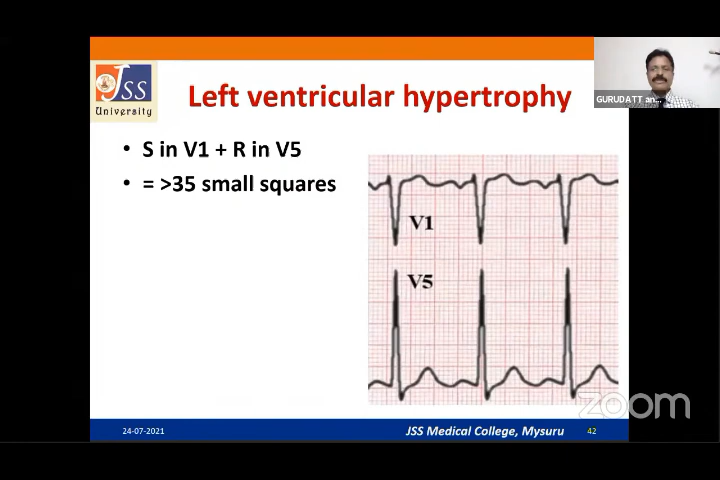 JSS
University
Left ventricular hypertrophy
GURUDATT an...
• S in V1 + R in V5
• = >35 small squares
V1
V5
zoom
24-07-2021
JSS Medical College, Mysuru
42